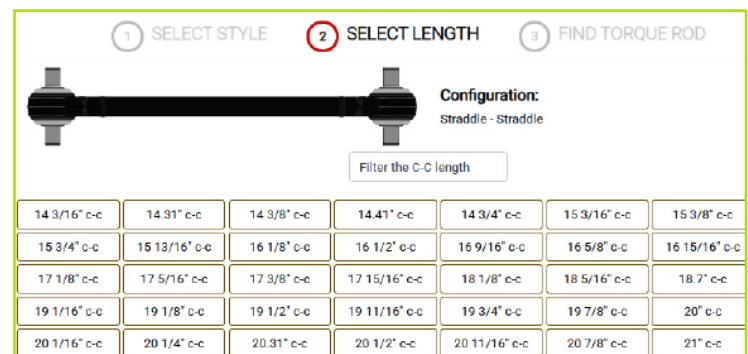 1 SELECT STYLE 2 SELECT LENGTH 3 FIND TORQUE ROD
Configuration:
Straddle - Straddle
Filter the C-C length
14 3/16" c-c 14.31" c-c 14 3/8" c-c 14.41" c-c 14 3/4" c-c 15 3/16" c-c 15 3/8" c-c
15 3/4" c-c 15 13/16" c-c 16 1/8" c-c 16 1/2" c-c 16 9/16" c-c 16 5/8" c-c 16 15/16" c-c
17 1/8" c-c 17 5/16" c-c 17 3/8" c-c 17 15/16" c-c 18 1/8" c-c 18 5/16" c-c 18.7" c-c
19 1/16" c-c 19 1/8" c-c 19 1/2" c-c 19 11/16" c-c 19 3/4" c-c 19 7/8" c-c 20" c-c
20 1/16" c-c 20 1/4" c-c 20.31" c-c 20 1/2" c-c 20 11/16" c-c 20 7/8" c-c 21" c-c